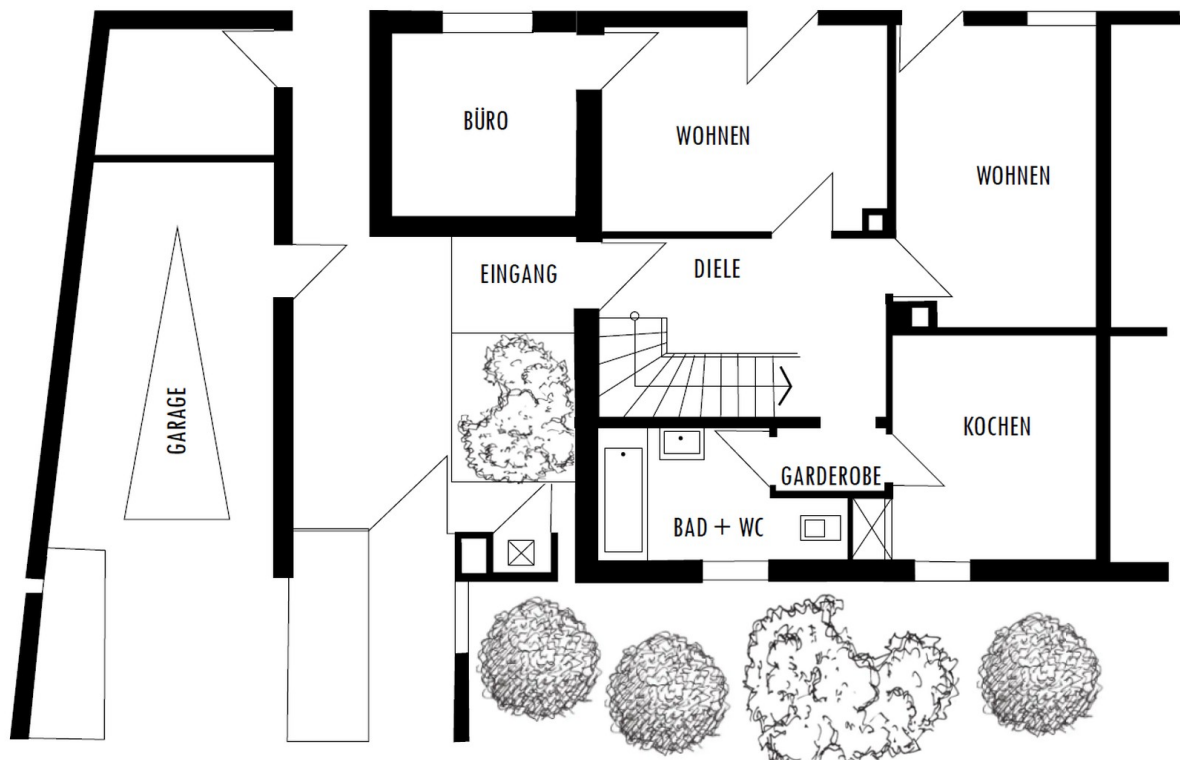 BÜRO
WOHNEN
WOHNEN
EINGANG
DIELE
GARAGE
KOCHEN
GARDEROBE
BAD + WC